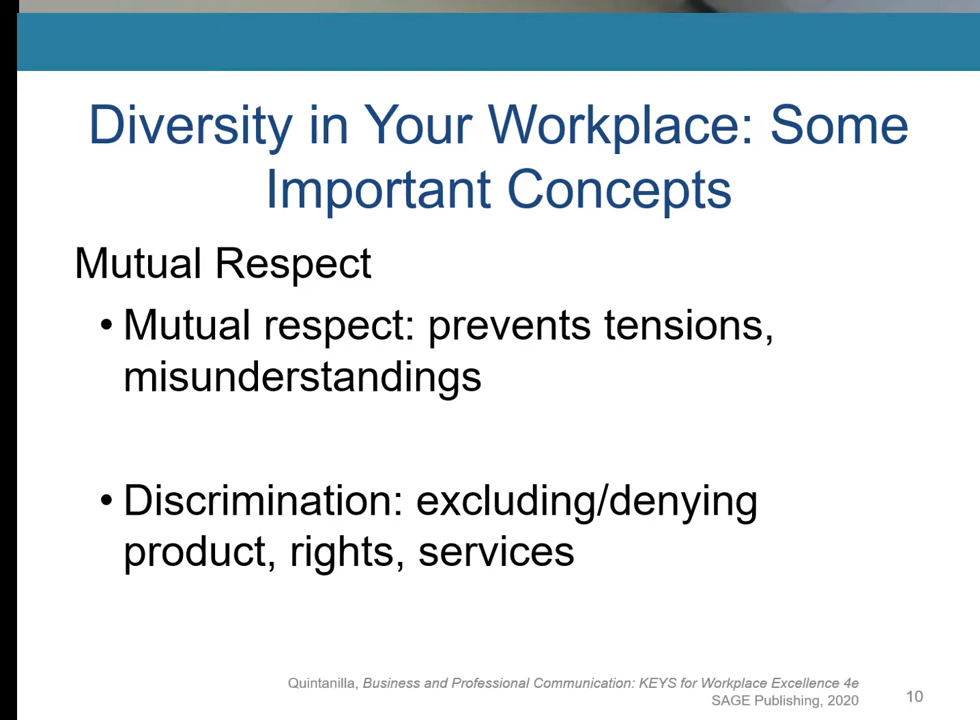 Diversity in Your Workplace: Some
Important Concepts
Mutual Respect
• Mutual respect: prevents tensions,
misunderstandings
• Discrimination: excluding/denying
product, rights, services
Quintanilla, Business and Professional Communication: KEYS for Workplace Excellence 4e
SAGE Publishing, 2020
10